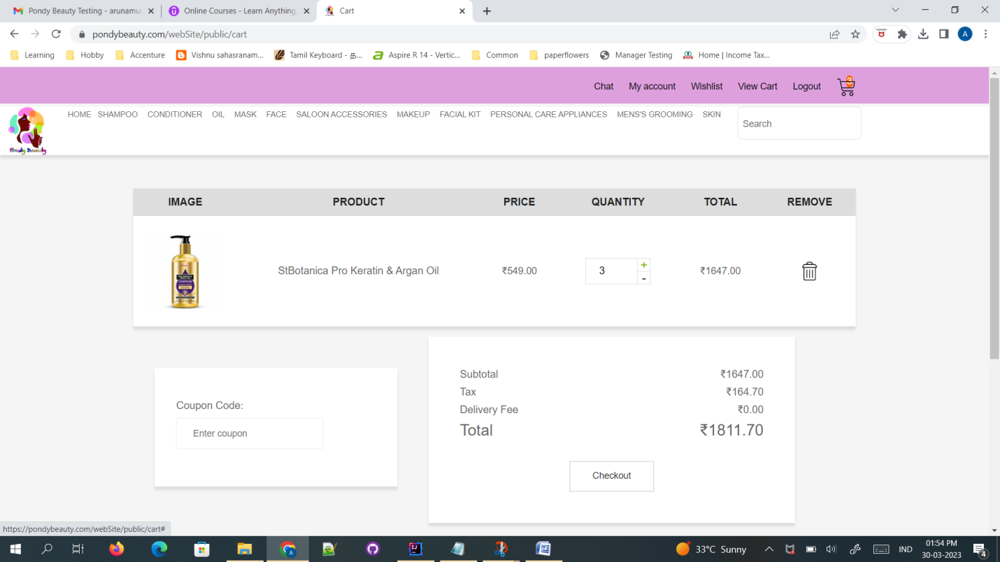 Pondy Beauty Testing - arunamur
Online Courses - Learn Anything,
Cart
pondybeauty.com/webSite/public/cart
A
Learning Hobby Accenture Vishnu sahasranam... Tamil Keyboard - த... Aspire R 14 - Vertic... Common paperflowers Manager Testing Home | Income Tax...
Chat My account Wishlist View Cart Logout 3
HOME SHAMPOO CONDITIONER OIL MASK FACE SALOON ACCESSORIES MAKEUP FACIAL KIT PERSONAL CARE APPLIANCES MENS'S GROOMING SKIN
Search
Pondy Beauty
IMAGE PRODUCT PRICE QUANTITY TOTAL REMOVE
StBotanica Pro Keratin & Argan Oil ₹549.00 3 + - ₹1647.00
Subtotal ₹1647.00
Tax ₹164.70
Delivery Fee ₹0.00
Total ₹1811.70
Checkout
Coupon Code:
Enter coupon
https://pondybeauty.com/webSite/public/cart#
33°C Sunny
IND
01:54 PM
30-03-2023
4